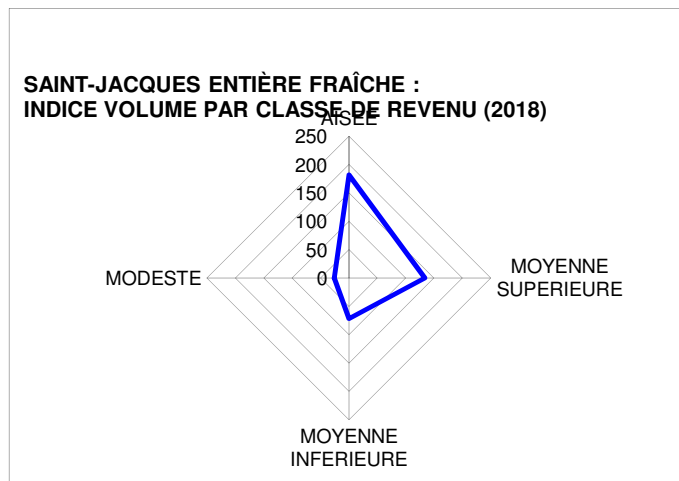 SAINT-JACQUES ENTIÈRE FRAÎCHE :
INDICE VOLUME PAR CLASSE DE REVENU (2018)
AISEE
250
200
150
100
50
0
MODESTE
MOYENNE
SUPERIEURE
MOYENNE
INFERIEURE